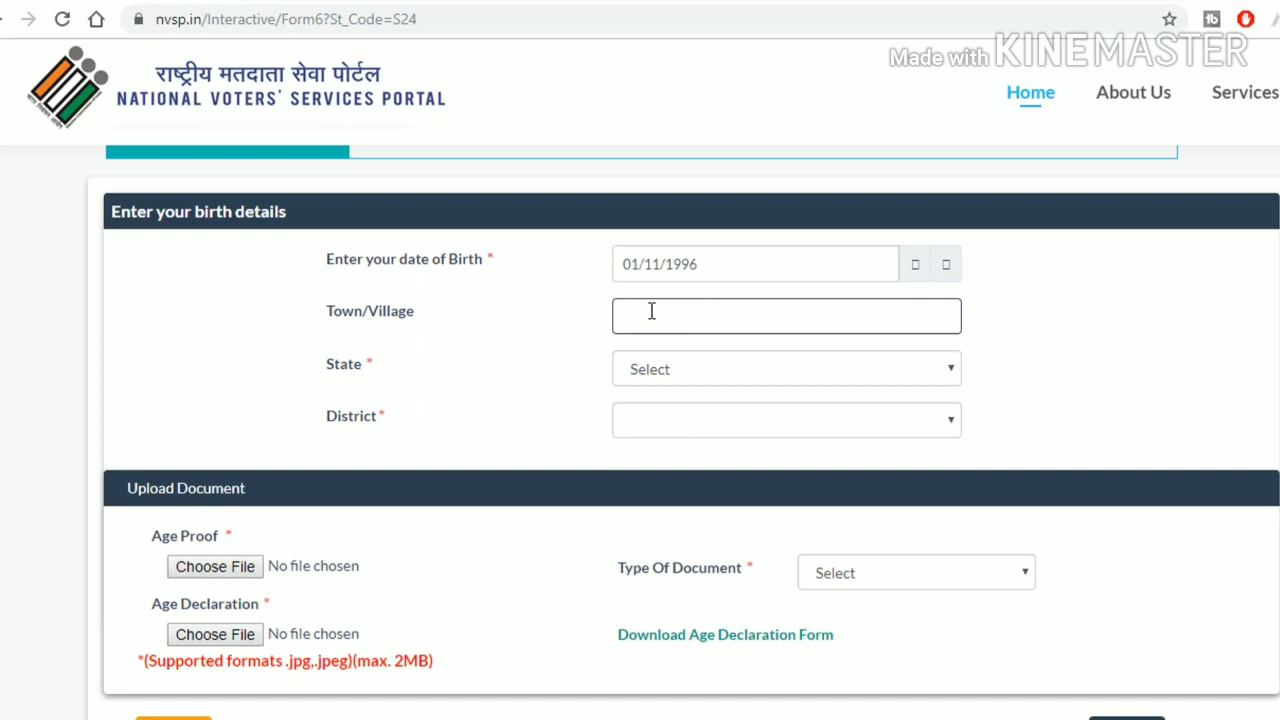 nvsp.in/Interactive/Form6?St_Code=S24
Made with KINEMASTER
राष्ट्रीय मतदाता सेवा पोर्टल
NATIONAL VOTERS' SERVICES PORTAL
Home About Us Services
Enter your birth details
Enter your date of Birth * 01/11/1996
Town/Village
State * Select
District *
Upload Document
Age Proof *
Choose File No file chosen
Type Of Document * Select
Age Declaration *
Choose File No file chosen
Download Age Declaration Form
*(Supported formats .jpg,.jpeg)(max. 2MB)